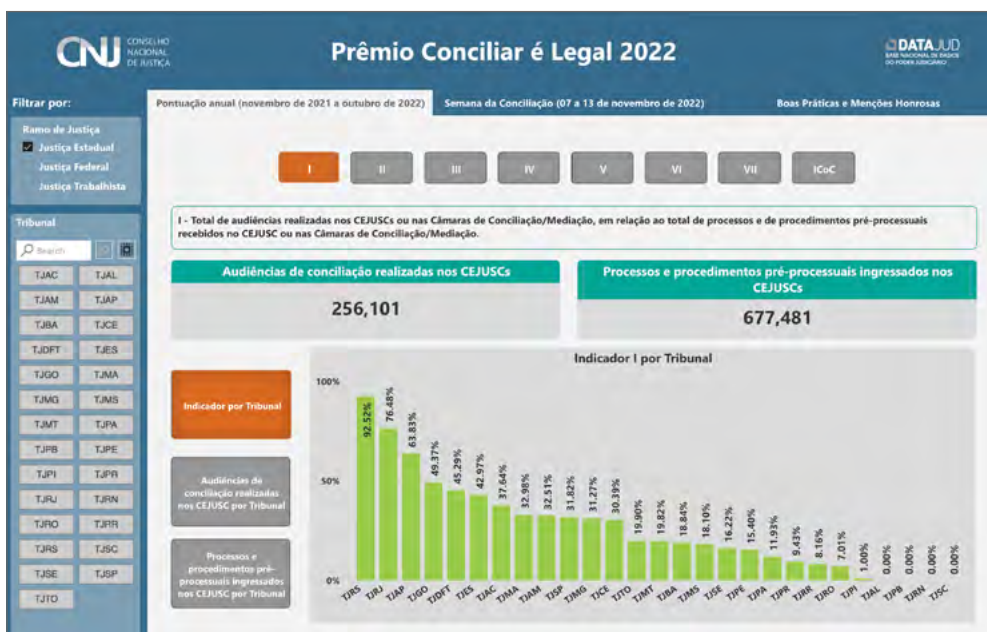 CNJ
CONSELHO
NACIONAL
DE JUSTIÇA
Prêmio Conciliar é Legal 2022
DATAJUD
BASE NACIONAL DE DADOS
DO PODER JUDICIÁRIO
Filtrar por:
Pontuação anual (novembro de 2021 a outubro de 2022)
Semana da Conciliação (07 a 13 de novembro de 2022)
Boas Práticas e Menções Honrosas
Ramo de Justiça
Justiça Estadual
Justiça Federal
Justiça Trabalhista
I
II
III
IV
V
VI
VII
ICoC
Tribunal
Search
TJAC TJAL
TJAM TJAP
TJBA TJCE
TJDFT TJES
TJGO TJMA
TJMG TJMS
TJMT TJPA
TJPB TJPE
TJPI TJPR
TJRJ TJRN
TJRO TJRR
TJRS TJSC
TJSE TJSP
TJTO
I - Total de audiências realizadas nos CEJUSCs ou nas Câmaras de Conciliação/Mediação, em relação ao total de processos e de procedimentos pré-processuais
recebidos no CEJUSC ou nas Câmaras de Conciliação/Mediação.
Audiências de conciliação realizadas nos CEJUSCs
256,101
Processos e procedimentos pré-processuais ingressados nos
CEJUSCs
677,481
Indicador por Tribunal
Audiências de
conciliação realizadas
nos CEJUSC por Tribunal
Processos e
procedimentos pré-
processuais ingressados
nos CEJUSC por Tribunal
Indicador I por Tribunal
100%
50%
0%
92.52%
76.48%
63.83%
49.37%
45.29%
42.97%
37.64%
32.98%
32.51%
31.82%
31.27%
30.39%
19.90%
19.82%
18.84%
18.10%
16.22%
15.40%
11.93%
9.43%
8.16%
7.01%
1.00%
0.00%
0.00%
0.00%
0.00%
TJRS
TJRJ
TJAP
TJGO
TJDFT
TJES
TJAC
TJMA
TJAM
TJSP
TJMG
TJCE
TJTO
TJMT
TJBA
TJMS
TJSE
TJPE
TJPA
TJPR
TJRR
TJRO
TJPI
TJAL
TJPB
TJRN
TJSC